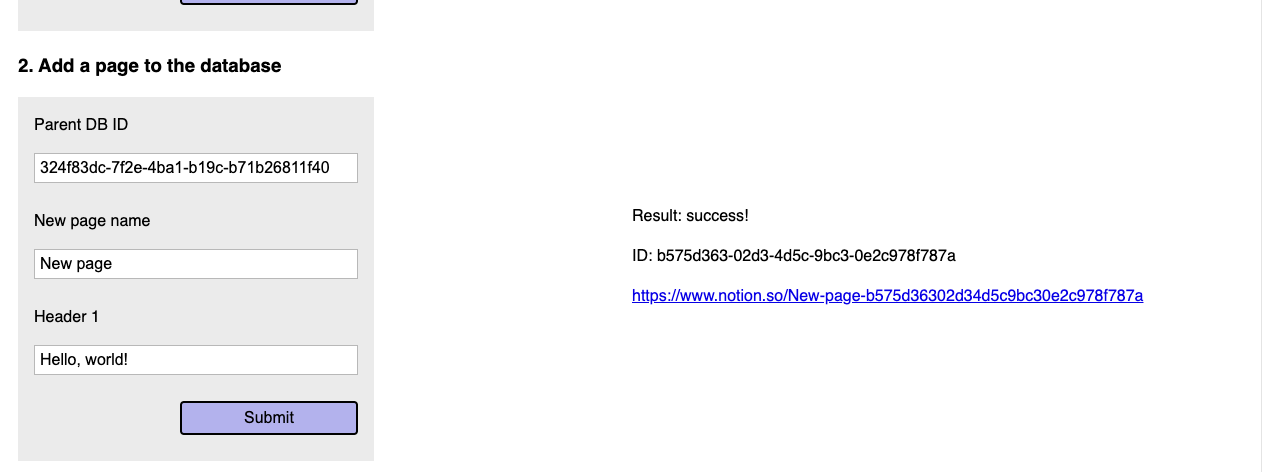 2. Add a page to the database
Parent DB ID
324f83dc-7f2e-4ba1-b19c-b71b26811f40
New page name
New page
Header 1
Hello, world!
Submit
Result: success!
ID: b575d363-02d3-4d5c-9bc3-0e2c978f787a
https://www.notion.so/New-page-b575d36302d34d5c9bc30e2c978f787a